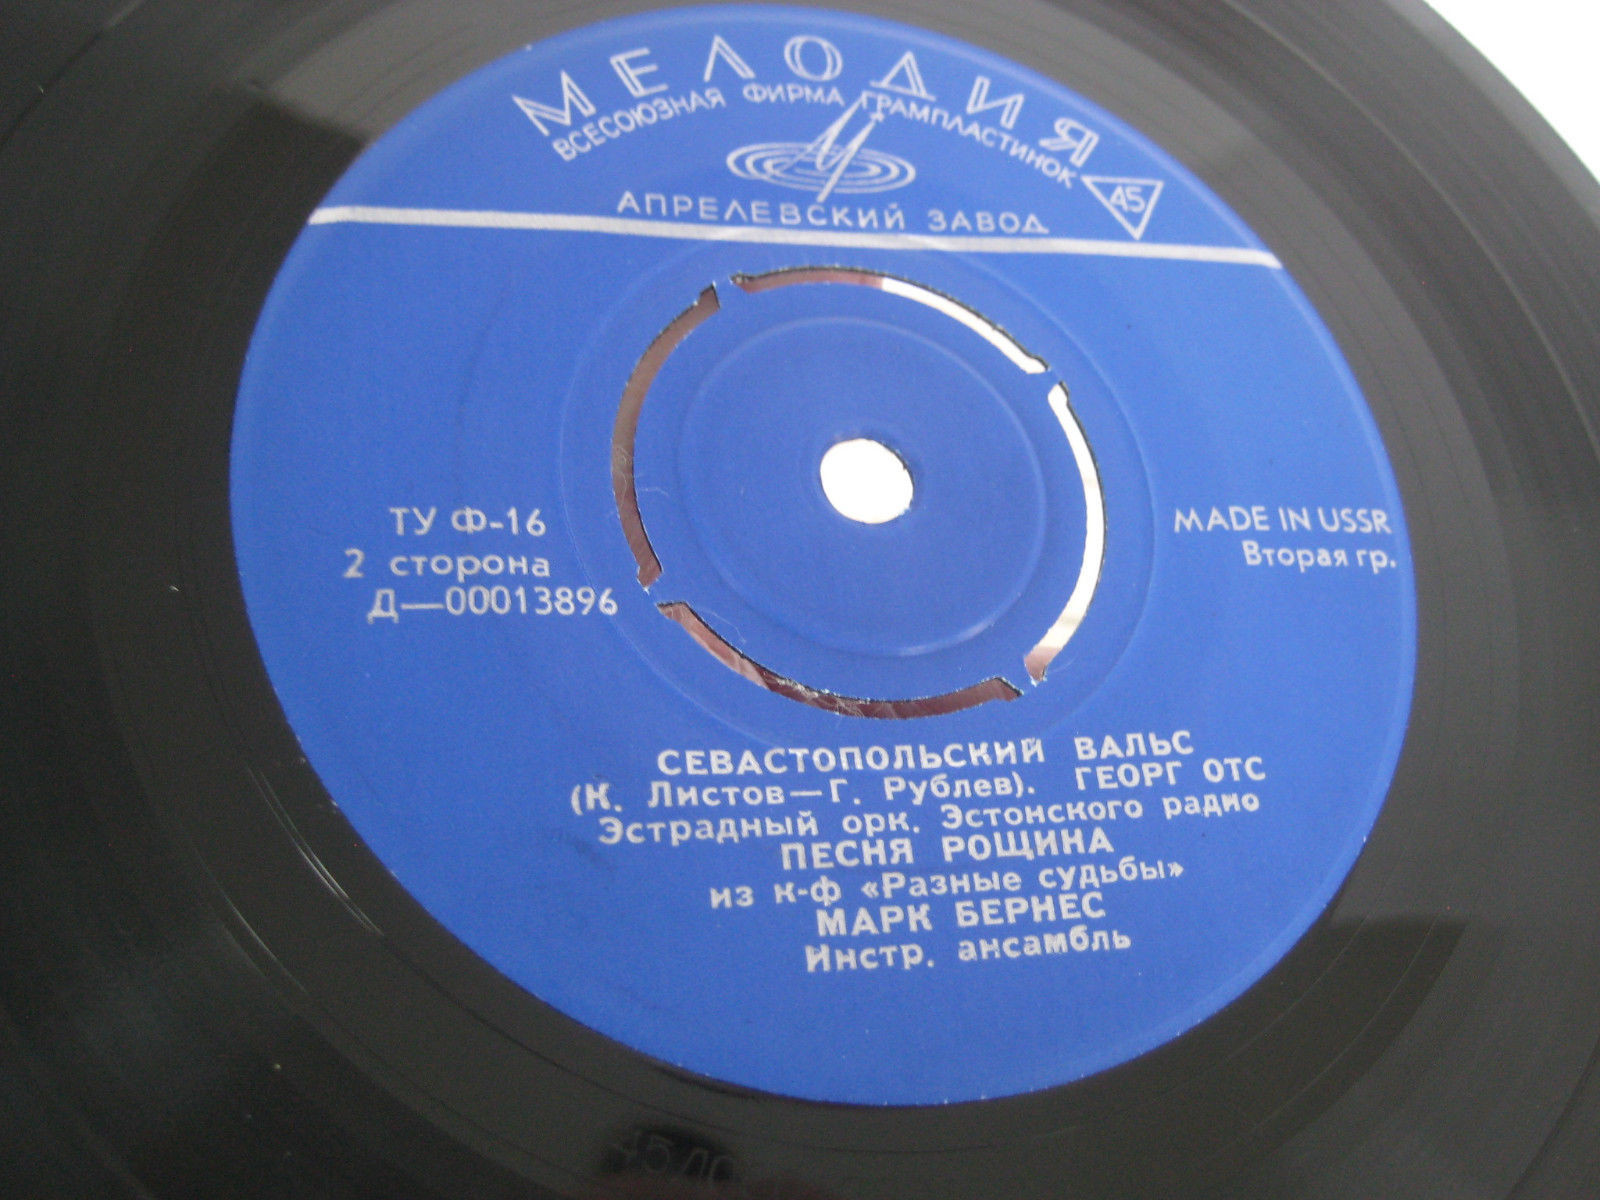 МЕЛОДИЯ
ВСЕСОЮЗНАЯ ФИРМА ГРАМПЛАСТИНОК
45
АПРЕЛЕВСКИЙ ЗАВОД
ТУ Ф-16
2 сторона
Д—00013896
MADE IN USSR
Вторая гр.
СЕВАСТОПОЛЬСКИЙ ВАЛЬС
(К. Листов—Г. Рублев). ГЕОРГ ОТС
Эстрадный орк. Эстонского радио
ПЕСНЯ РОЩИНА
из к-ф «Разные судьбы»
МАРК БЕРНЕС
Инстр. ансамбль